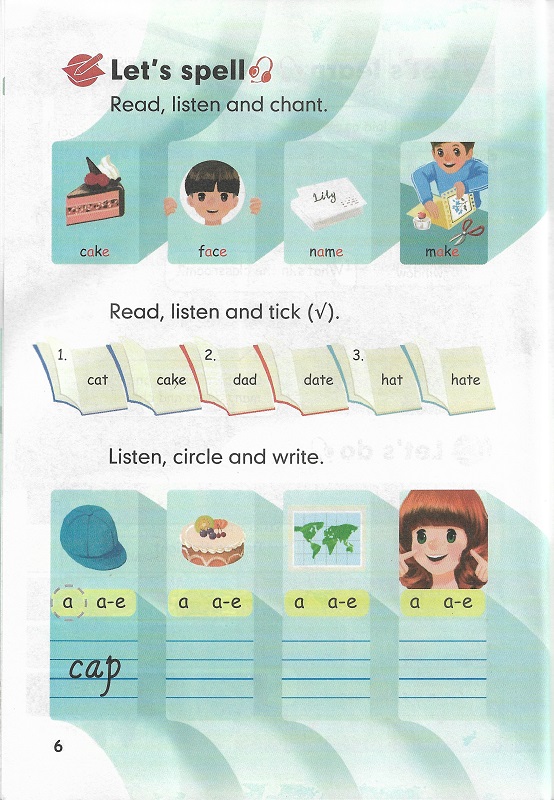 Let's spell
Read, listen and chant.
Lily
cake face name make
Read, listen and tick (√).
1. cat cake 2. dad date 3. hat hate
Listen, circle and write.
a a-e a a-e a a-e a a-e
cap
6